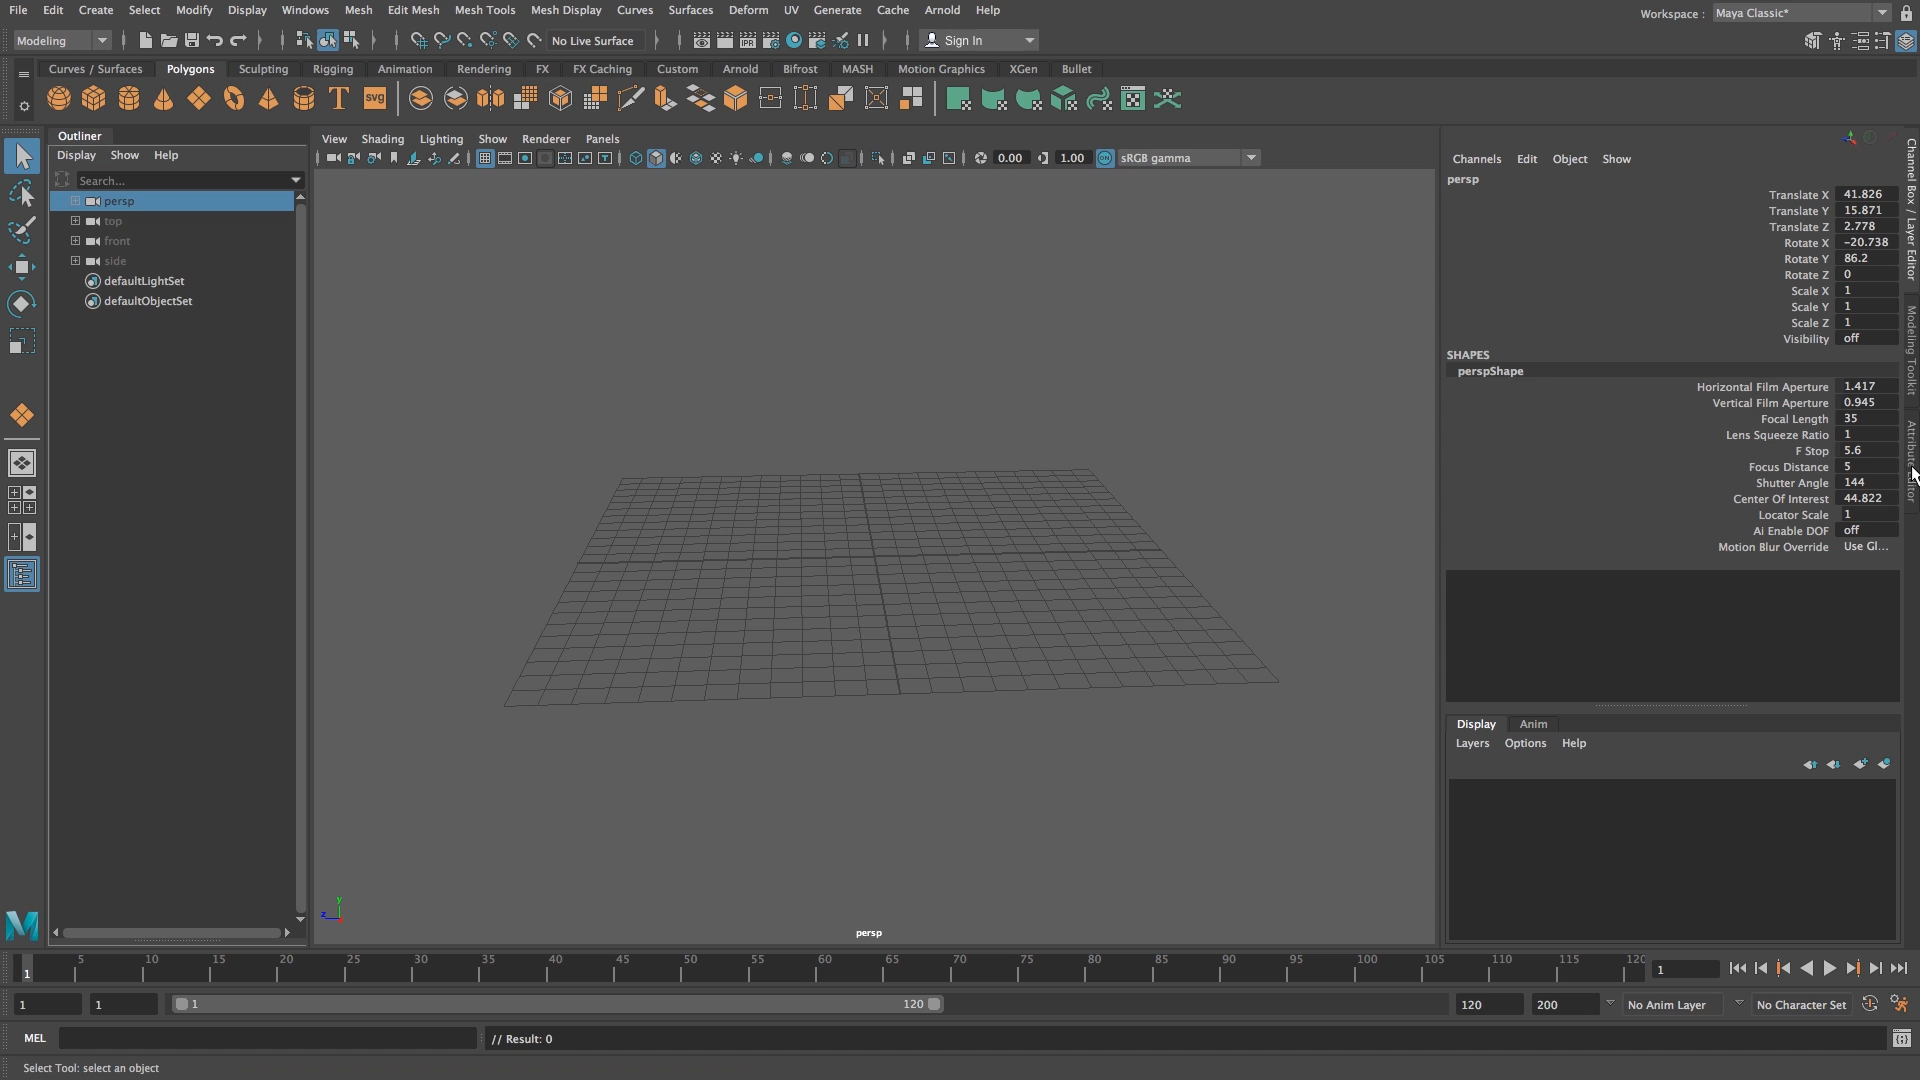 File Edit Create Select Modify Display Windows Mesh Edit Mesh Mesh Tools Mesh Display Curves Surfaces Deform UV Generate Cache Arnold Help
Workspace : Maya Classic*
Modeling
No Live Surface
Sign In
Curves / Surfaces Polygons Sculpting Rigging Animation Rendering FX FX Caching Custom Arnold Bifrost MASH Motion Graphics XGen Bullet
IPR
T svg
Outliner
Display Show Help
Search...
persp
top
front
side
defaultLightSet
defaultObjectSet
View Shading Lighting Show Renderer Panels
0.00 1.00 ON sRGB gamma
y
z
persp
Channels Edit Object Show
persp
Translate X 41.826
Translate Y 15.871
Translate Z 2.778
Rotate X -20.738
Rotate Y 86.2
Rotate Z 0
Scale X 1
Scale Y 1
Scale Z 1
Visibility off
SHAPES
perspShape
Horizontal Film Aperture 1.417
Vertical Film Aperture 0.945
Focal Length 35
Lens Squeeze Ratio 1
F Stop 5.6
Focus Distance 5
Shutter Angle 144
Center Of Interest 44.822
Locator Scale 1
Ai Enable DOF off
Motion Blur Override Use Gl...
Channel Box / Layer Editor
Modeling Toolkit
Display Anim
Layers Options Help
M
1 5 10 15 20 25 30 35 40 45 50 55 60 65 70 75 80 85 90 95 100 105 110 115 120
1
1 1 1 120 120 200 No Anim Layer No Character Set
MEL // Result: 0
Select Tool: select an object